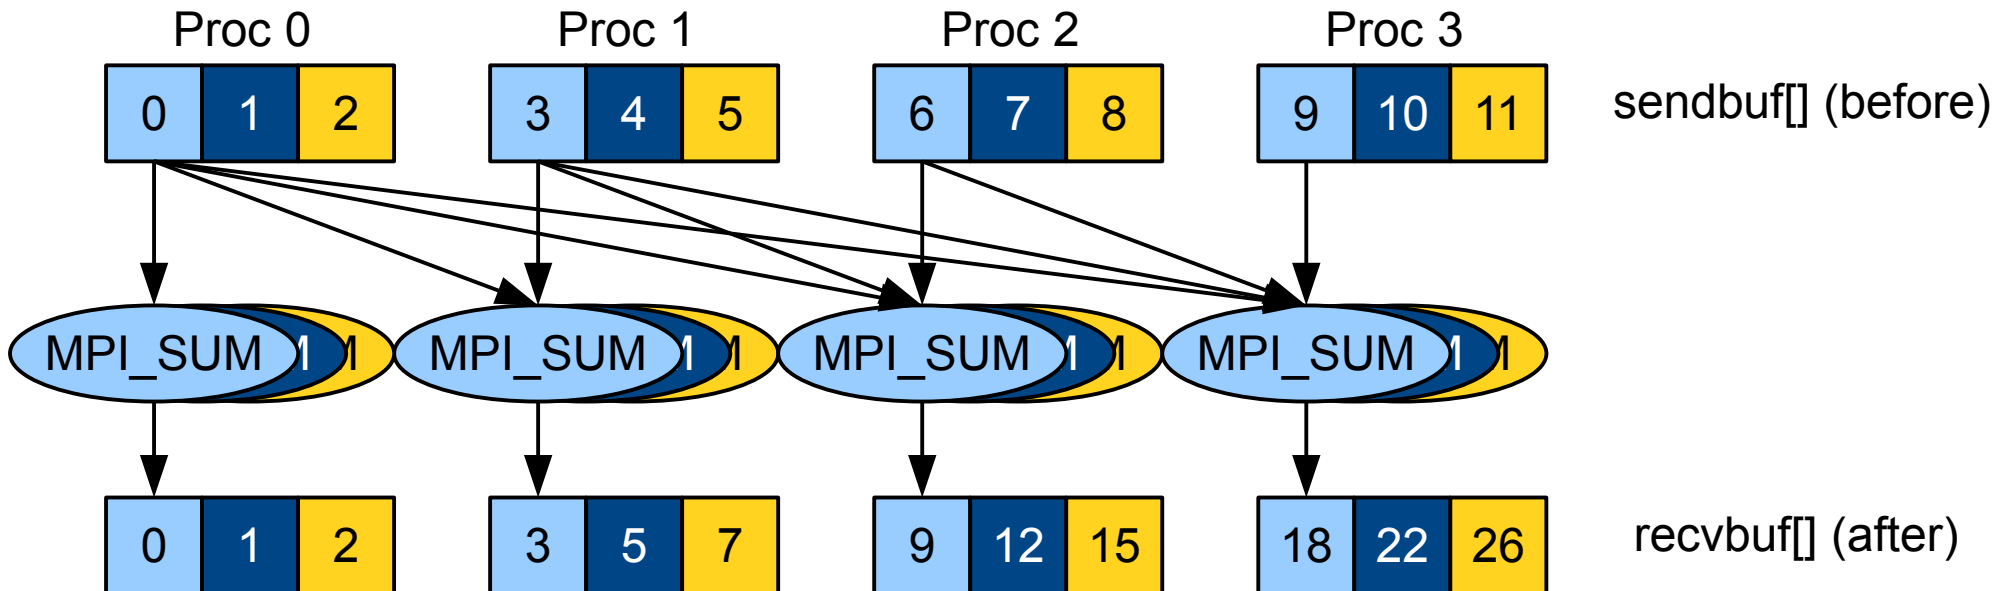 Proc 0 Proc 1 Proc 2 Proc 3
0 1 2 3 4 5 6 7 8 9 10 11 sendbuf[] (before)
MPI_SUM MPI_SUM MPI_SUM MPI_SUM
0 1 2 3 5 7 9 12 15 18 22 26 recvbuf[] (after)